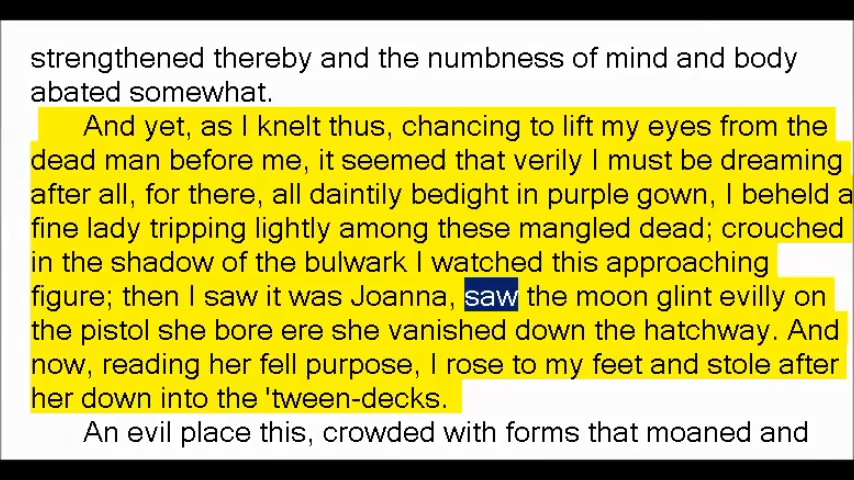 strengthened thereby and the numbness of mind and body
abated somewhat.
And yet, as I knelt thus, chancing to lift my eyes from the
dead man before me, it seemed that verily I must be dreaming
after all, for there, all daintily bedight in purple gown, I beheld a
fine lady tripping lightly among these mangled dead; crouched
in the shadow of the bulwark I watched this approaching
figure; then I saw it was Joanna, saw the moon glint evilly on
the pistol she bore ere she vanished down the hatchway. And
now, reading her fell purpose, I rose to my feet and stole after
her down into the 'tween-decks.
An evil place this, crowded with forms that moaned and